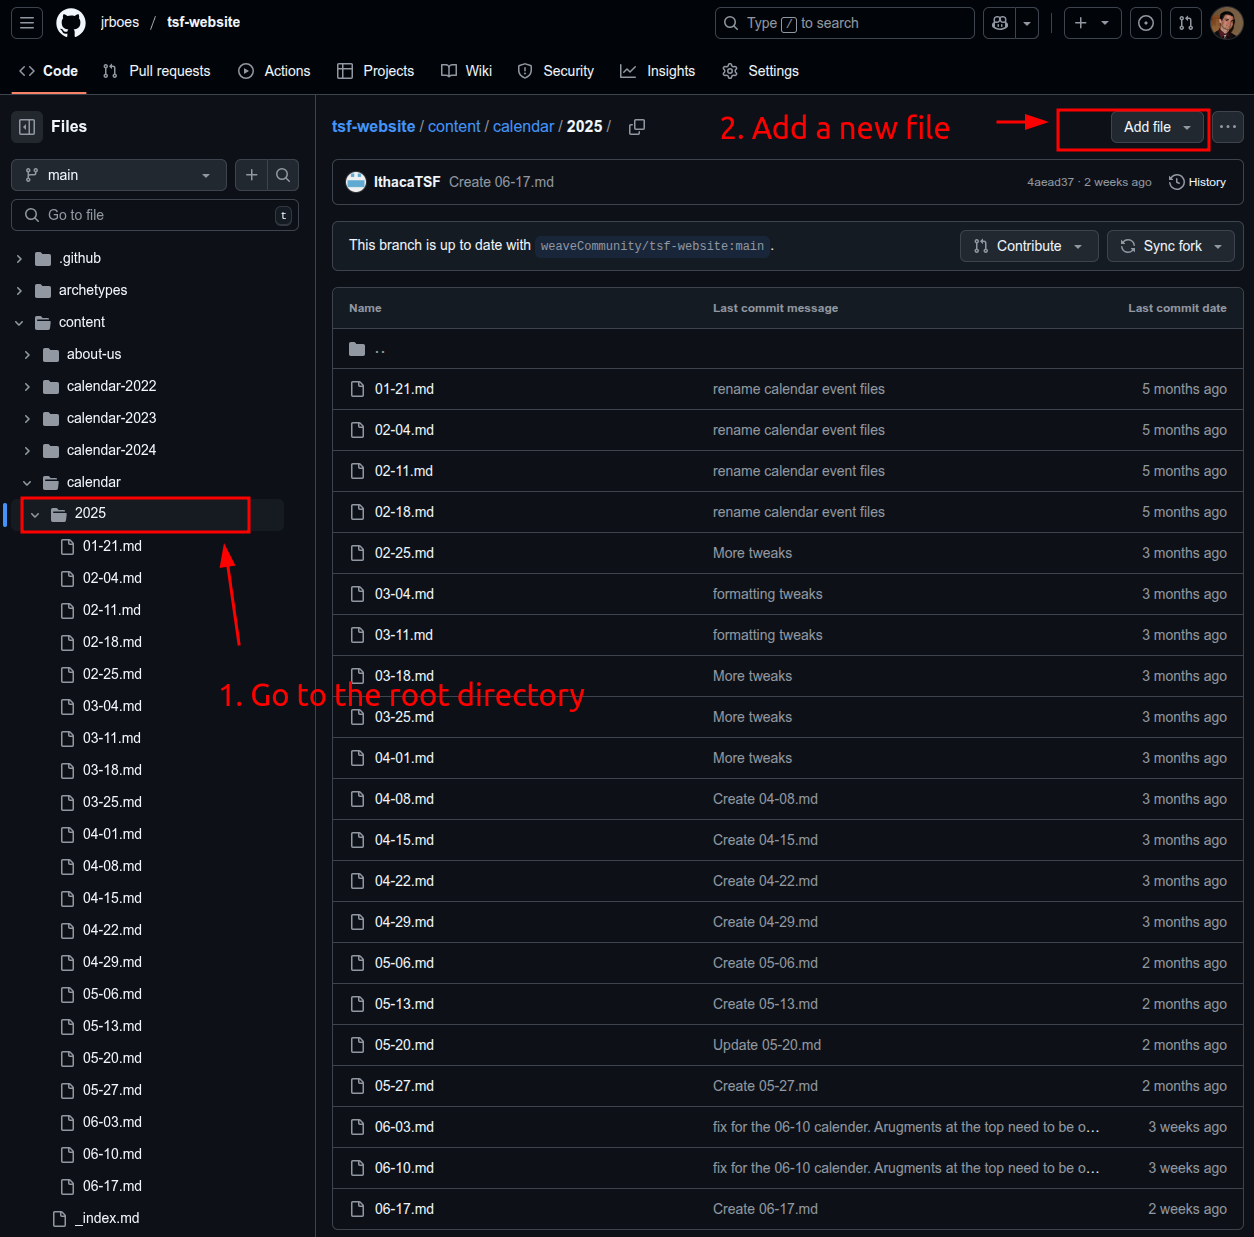 jrboes / tsf-website
Type / to search
Code
Pull requests
Actions
Projects
Wiki
Security
Insights
Settings
Files
main
Go to file
t
.github
archetypes
content
about-us
calendar-2022
calendar-2023
calendar-2024
calendar
2025
01-21.md
02-04.md
02-11.md
02-18.md
02-25.md
03-04.md
03-11.md
03-18.md
03-25.md
04-01.md
04-08.md
04-15.md
04-22.md
04-29.md
05-06.md
05-13.md
05-20.md
05-27.md
06-03.md
06-10.md
06-17.md
_index.md
1. Go to the root directory
tsf-website / content / calendar / 2025 /
2. Add a new file
Add file
IthacaTSF Create 06-17.md 4aead37 · 2 weeks ago History
This branch is up to date with weaveCommunity/tsf-website:main .
Contribute
Sync fork
Name Last commit message Last commit date
..
01-21.md rename calendar event files 5 months ago
02-04.md rename calendar event files 5 months ago
02-11.md rename calendar event files 5 months ago
02-18.md rename calendar event files 5 months ago
02-25.md More tweaks 3 months ago
03-04.md formatting tweaks 3 months ago
03-11.md formatting tweaks 3 months ago
03-18.md More tweaks 3 months ago
03-25.md More tweaks 3 months ago
04-01.md More tweaks 3 months ago
04-08.md Create 04-08.md 3 months ago
04-15.md Create 04-15.md 3 months ago
04-22.md Create 04-22.md 3 months ago
04-29.md Create 04-29.md 3 months ago
05-06.md Create 05-06.md 2 months ago
05-13.md Create 05-13.md 2 months ago
05-20.md Update 05-20.md 2 months ago
05-27.md Create 05-27.md 2 months ago
06-03.md fix for the 06-10 calender. Arugments at the top need to be o... 3 weeks ago
06-10.md fix for the 06-10 calender. Arugments at the top need to be o... 3 weeks ago
06-17.md Create 06-17.md 2 weeks ago